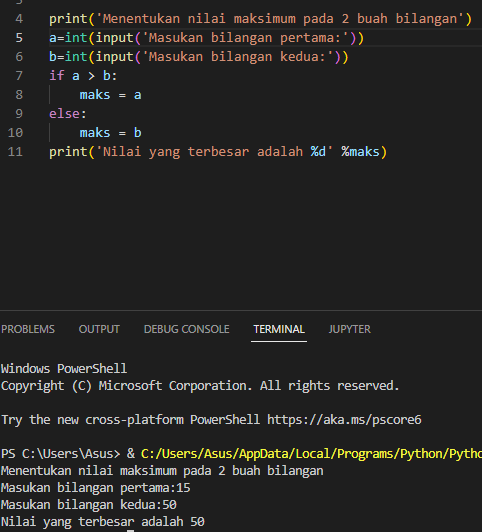 4 print('Menentukan nilai maksimum pada 2 buah bilangan')
5 a=int(input('Masukan bilangan pertama:'))
6 b=int(input('Masukan bilangan kedua:'))
7 if a > b:
8     maks = a
9 else:
10     maks = b
11 print('Nilai yang terbesar adalah %d' %maks)
PROBLEMS OUTPUT DEBUG CONSOLE TERMINAL JUPYTER
Windows PowerShell
Copyright (C) Microsoft Corporation. All rights reserved.
Try the new cross-platform PowerShell https://aka.ms/pscore6
PS C:\Users\Asus> & C:/Users/Asus/AppData/Local/Programs/Python/Pytho
Menentukan nilai maksimum pada 2 buah bilangan
Masukan bilangan pertama:15
Masukan bilangan kedua:50
Nilai yang terbesar adalah 50